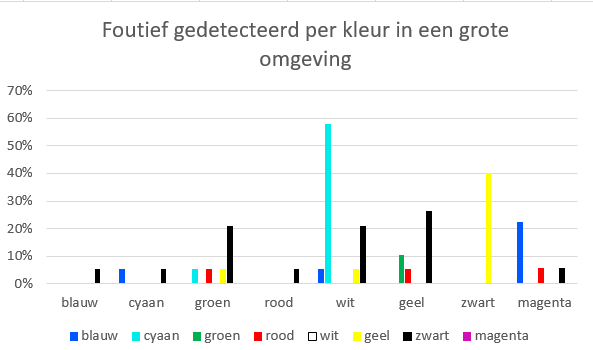 Foutief gedetecteerd per kleur in een grote
omgeving
70%
60%
50%
40%
30%
20%
10%
0%
blauw cyaan groen rood wit geel zwart magenta
blauw cyaan groen rood wit geel zwart magenta